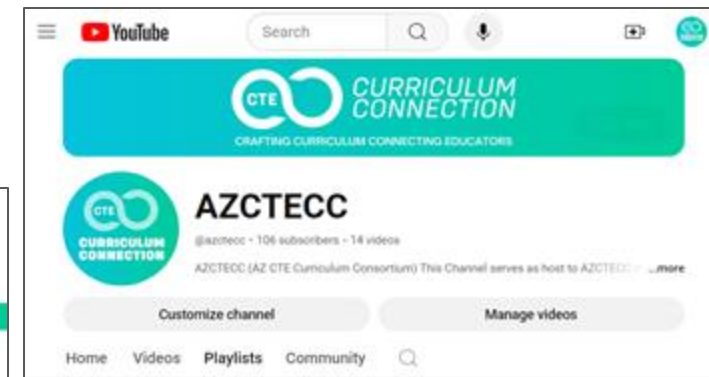 YouTube
Search
CTE CURRICULUM
CONNECTION
CRAFTING CURRICULUM CONNECTING EDUCATORS
CTE
CURRICULUM
CONNECTION
AZCTECC
@azctecc • 106 subscribers • 14 videos
AZCTECC (AZ CTE Curriculum Consortium) This Channel serves as host to AZCTECC ...more
Customize channel Manage videos
Home Videos Playlists Community